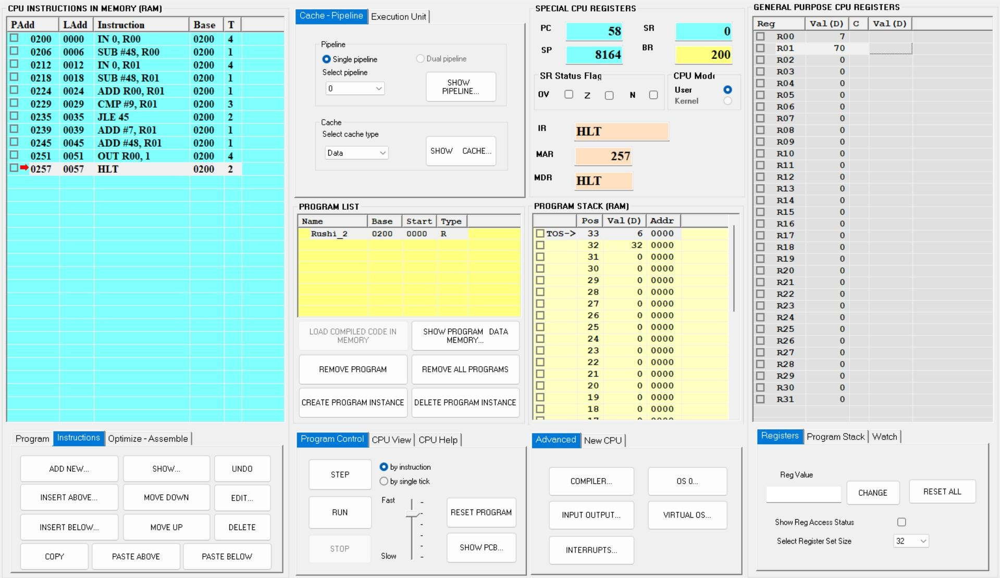 CPU INSTRUCTIONS IN MEMORY (RAM)
PAdd LAdd Instruction Base T
0200 0000 IN 0, R00 0200 4
0206 0006 SUB #48, R00 0200 1
0212 0012 IN 0, R01 0200 4
0218 0018 SUB #48, R01 0200 1
0224 0024 ADD R00, R01 0200 1
0229 0029 CMP #9, R01 0200 3
0235 0035 JLE 45 0200 2
0239 0039 ADD #7, R01 0200 1
0245 0045 ADD #48, R01 0200 1
0251 0051 OUT R00, 1 0200 4
0257 0057 HLT 0200 2
Program Instructions Optimize - Assemble
ADD NEW... SHOW... UNDO
INSERT ABOVE... MOVE DOWN EDIT...
INSERT BELOW... MOVE UP DELETE
COPY PASTE ABOVE PASTE BELOW
Cache - Pipeline Execution Unit
Pipeline
Single pipeline Dual pipeline
Select pipeline
0
SHOW
PIPELINE...
Cache
Select cache type
Data
SHOW CACHE...
PROGRAM LIST
Name Base Start Type
Rushi_2 0200 0000 R
LOAD COMPILED CODE IN
MEMORY
SHOW PROGRAM DATA
MEMORY...
REMOVE PROGRAM REMOVE ALL PROGRAMS
CREATE PROGRAM INSTANCE DELETE PROGRAM INSTANCE
Program Control CPU View CPU Help
STEP
by instruction
by single tick
Fast
RUN
RESET PROGRAM
STOP
SHOW PCB...
Slow
SPECIAL CPU REGISTERS
PC 58 SR 0
SP 8164 BR 200
SR Status Flag
OV Z N
CPU Mode
User
Kernel
IR HLT
MAR 257
MDR HLT
PROGRAM STACK (RAM)
Pos Val(D) Addr
TOS-> 33 6 0000
32 32 0000
31 0 0000
30 0 0000
29 0 0000
28 0 0000
27 0 0000
26 0 0000
25 0 0000
24 0 0000
23 0 0000
22 0 0000
21 0 0000
20 0 0000
19 0 0000
18 0 0000
17 0 0000
Advanced New CPU
COMPILER... OS 0...
INPUT OUTPUT... VIRTUAL OS...
INTERRUPTS...
GENERAL PURPOSE CPU REGISTERS
Reg Val(D) C Val(D)
R00 7
R01 70
R02 0
R03 0
R04 0
R05 0
R06 0
R07 0
R08 0
R09 0
R10 0
R11 0
R12 0
R13 0
R14 0
R15 0
R16 0
R17 0
R18 0
R19 0
R20 0
R21 0
R22 0
R23 0
R24 0
R25 0
R26 0
R27 0
R28 0
R29 0
R30 0
R31 0
Registers Program Stack Watch
Reg Value
CHANGE RESET ALL
Show Reg Access Status
Select Register Set Size 32